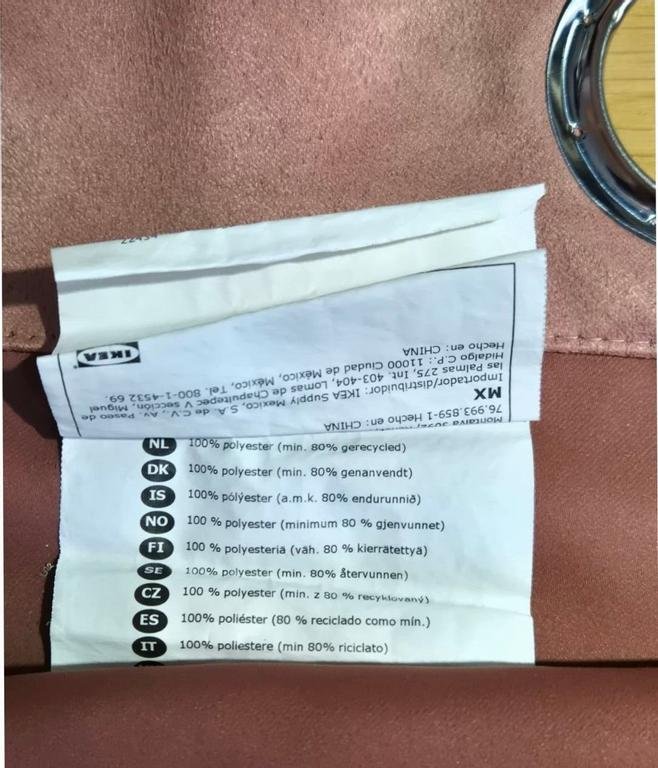 76.993.859-1 Hecho en: CHINA
MX
Importador/distribuidor: IKEA Supply Mexico, S.A. de C.V., Av., Paseo de
las Palmas 275, Int. 403-404, Lomas de Chapultepec V sección, Miguel
Hidalgo C.P.: 11000 Ciudad de México, México, Tel. 800-1-4532 69.
Hecho en: CHINA
IKEA®
NL 100% polyester (min. 80% gerecycled)
DK 100% polyester (min. 80% genanvendt)
IS 100% pólýester (a.m.k. 80% endurunnið)
NO 100 % polyester (minimum 80 % gjenvunnet)
FI 100 % polyesteriä (väh. 80 % kierrätettyä)
SE 100% polyester (min. 80% återvunnen)
CZ 100 % polyester (min. z 80 % recyklovaný)
ES 100% poliéster (80 % reciclado como mín.)
IT 100% poliestere (min 80% riciclato)